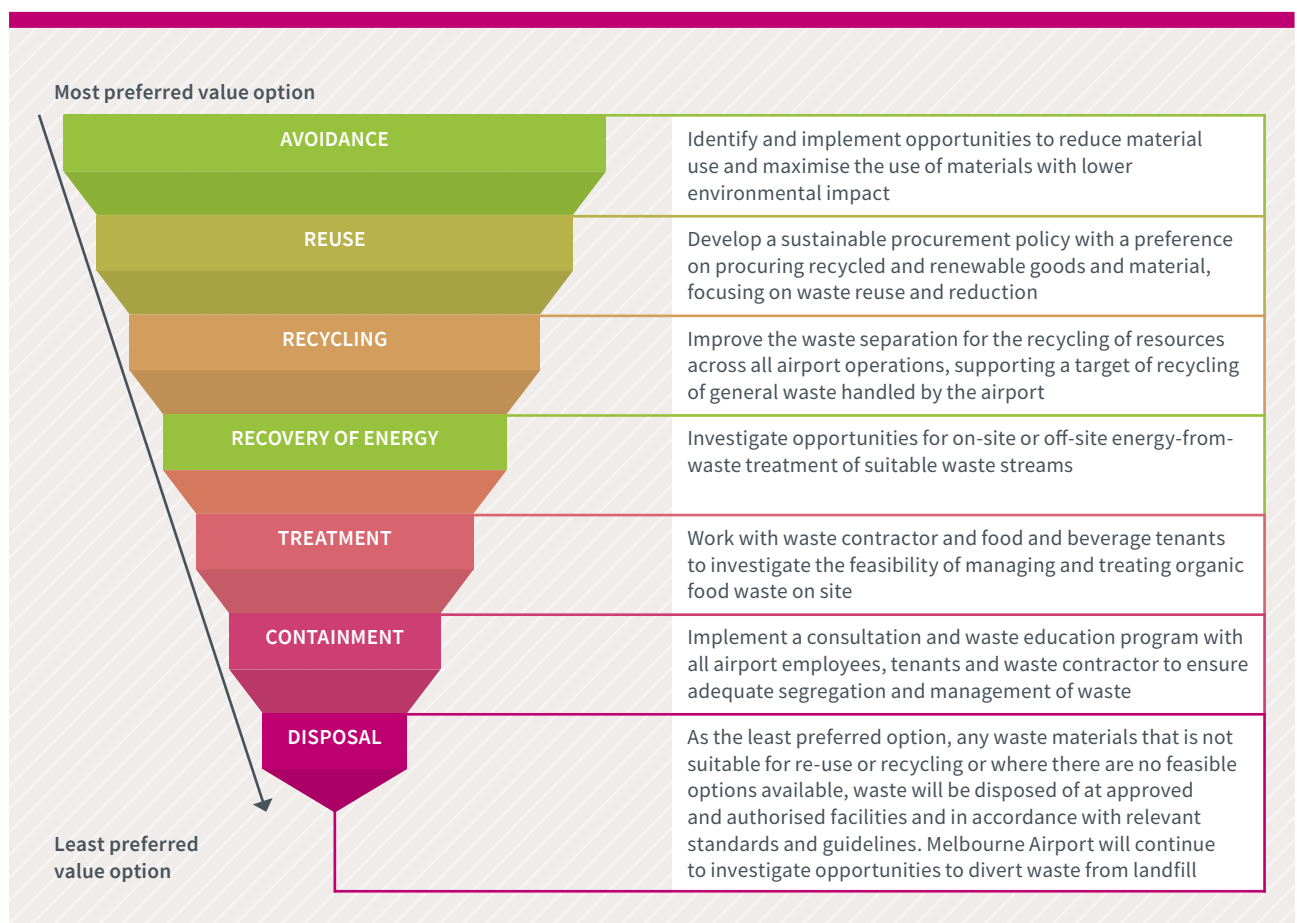 Most preferred value option
AVOIDANCE
Identify and implement opportunities to reduce material
use and maximise the use of materials with lower
environmental impact
REUSE
Develop a sustainable procurement policy with a preference
on procuring recycled and renewable goods and material,
focusing on waste reuse and reduction
RECYCLING
Improve the waste separation for the recycling of resources
across all airport operations, supporting a target of recycling
of general waste handled by the airport
RECOVERY OF ENERGY
Investigate opportunities for on-site or off-site energy-from-
waste treatment of suitable waste streams
TREATMENT
Work with waste contractor and food and beverage tenants
to investigate the feasibility of managing and treating organic
food waste on site
CONTAINMENT
Implement a consultation and waste education program with
all airport employees, tenants and waste contractor to ensure
adequate segregation and management of waste
DISPOSAL
As the least preferred option, any waste materials that is not
suitable for re-use or recycling or where there are no feasible
options available, waste will be disposed of at approved
and authorised facilities and in accordance with relevant
standards and guidelines. Melbourne Airport will continue
to investigate opportunities to divert waste from landfill
Least preferred
value option